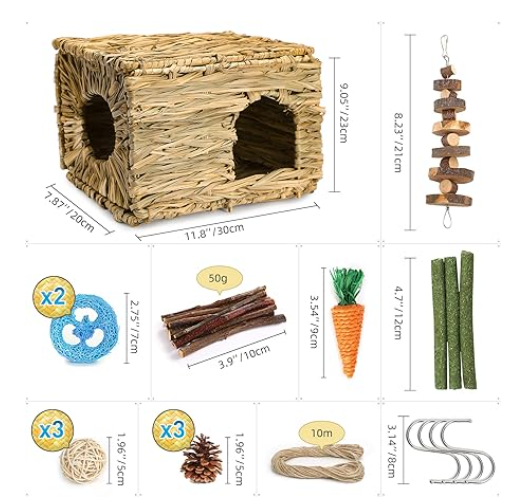 9.05"/23cm
8.23"/21cm
7.87"/20cm
11.8"/30cm
x2
2.75"/7cm
50g
3.9"/10cm
3.54"/9cm
4.7"/12cm
x3
1.96"/5cm
x3
1.96"/5cm
10m
3.14"/8cm